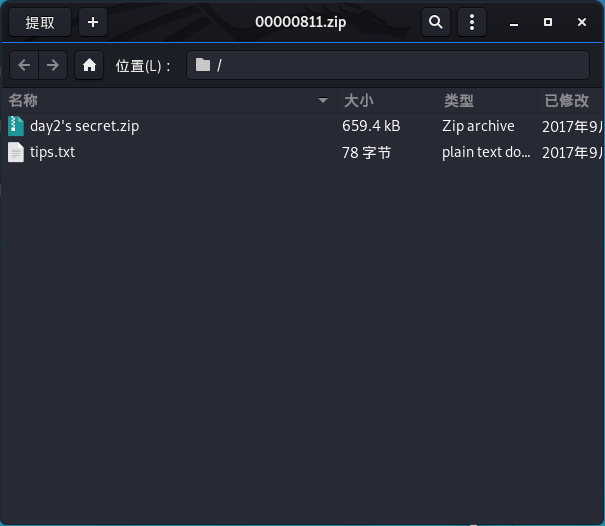 提取 + 00000811.zip
位置(L)： /
名称 大小 类型 已修改
day2's secret.zip 659.4 kB Zip archive 2017年9
tips.txt 78 字节 plain text do... 2017年9